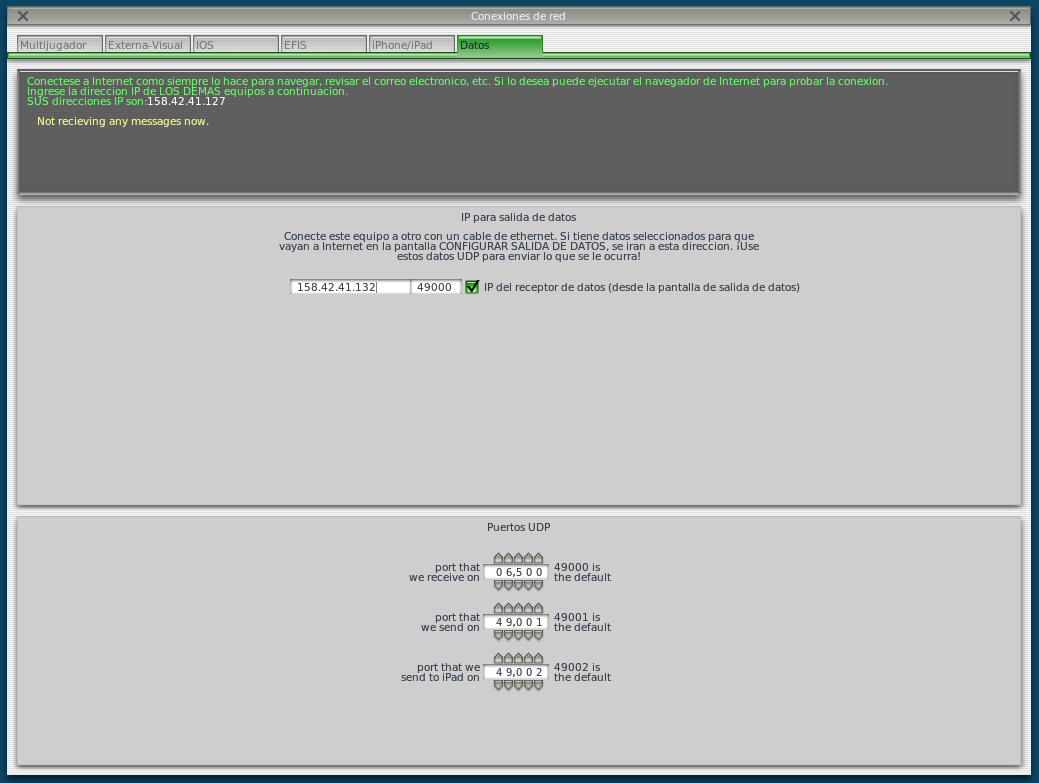 Conexiones de red
Multijugador Externa-Visual IOS EFIS iPhone/iPad Datos
Conectese a Internet como siempre lo hace para navegar, revisar el correo electronico, etc. Si lo desea puede ejecutar el navegador de Internet para probar la conexion.
Ingrese la direccion IP de LOS DEMAS equipos a continuacion.
SUS direcciones IP son:158.42.41.127
Not recieving any messages now.
IP para salida de datos
Conecte este equipo a otro con un cable de ethernet. Si tiene datos seleccionados para que
vayan a Internet en la pantalla CONFIGURAR SALIDA DE DATOS, se iran a esta direccion. ¡Use
estos datos UDP para enviar lo que se le ocurra!
158.42.41.132 49000 IP del receptor de datos (desde la pantalla de salida de datos)
Puertos UDP
port that 49000 is
we receive on 0 6,5 0 0 the default
port that 49001 is
we send on 4 9,0 0 1 the default
port that we 49002 is
send to iPad on 4 9,0 0 2 the default